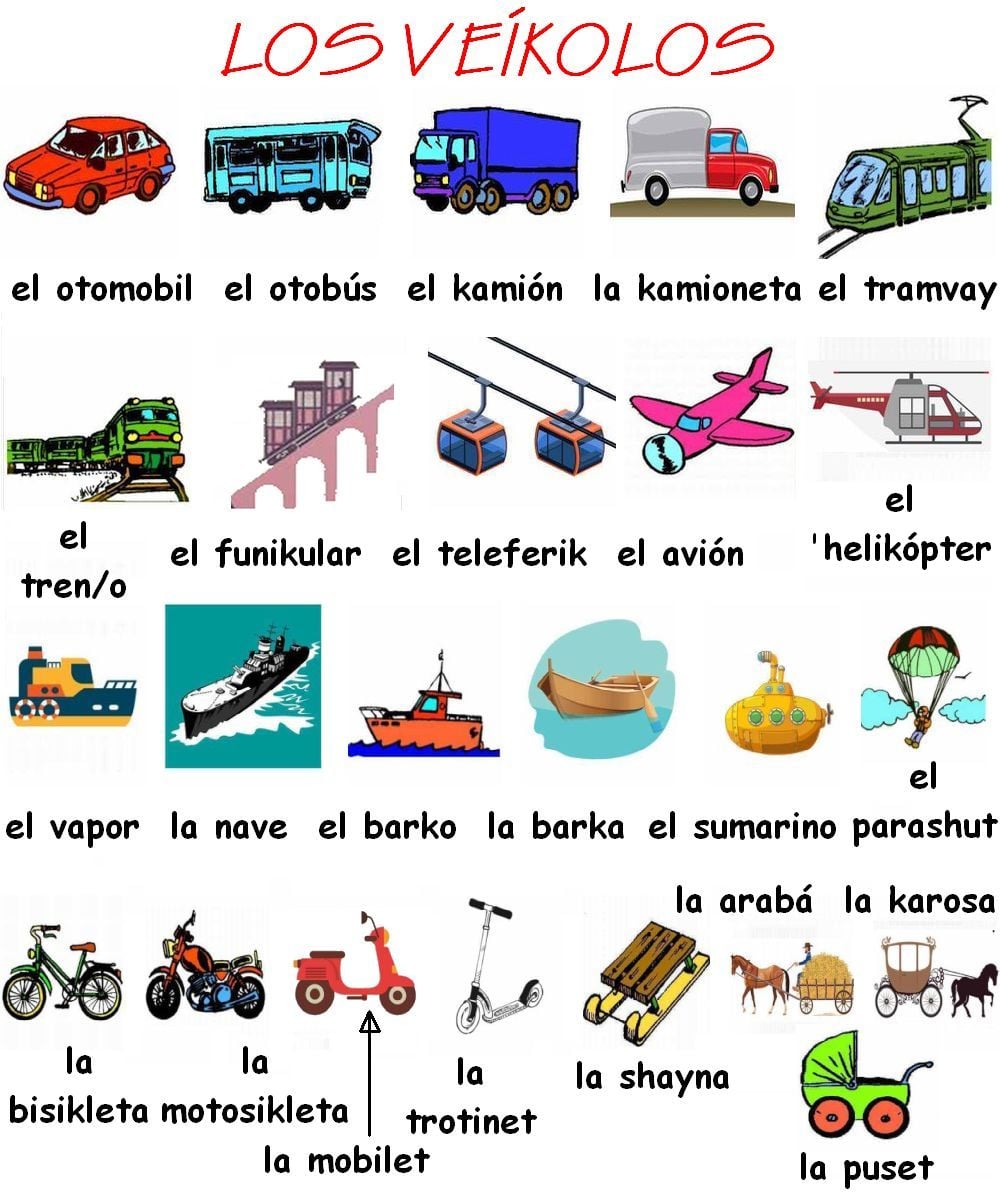 LOS VEÍKOLOS
el otomobil
el otobús
el kamión
la kamioneta
el tramvay
el
tren/o
el funikular
el teleferik
el avión
el
'helikópter
el vapor
la nave
el barko
la barka
el sumarino
el
parashut
la
bisikleta
la
motosikleta
la mobilet
la
trotinet
la shayna
la arabá
la karosa
la puset